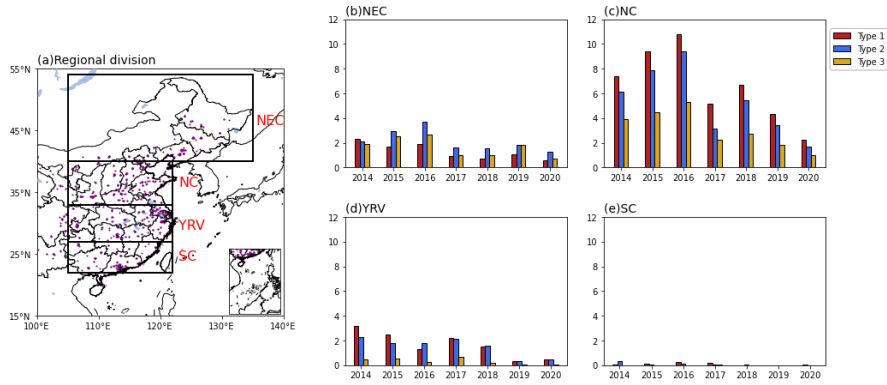 (a)Regional division
55°N
45°N
35°N
25°N
15°N
100°E 110°E 120°E 130°E 140°E
NEC
NC
YRV
SC
(b)NEC
12
10
8
6
4
2
0
2014 2015 2016 2017 2018 2019 2020
(c)NC
12
10
8
6
4
2
0
2014 2015 2016 2017 2018 2019 2020
Type 1
Type 2
Type 3
(d)YRV
12
10
8
6
4
2
0
2014 2015 2016 2017 2018 2019 2020
(e)SC
12
10
8
6
4
2
0
2014 2015 2016 2017 2018 2019 2020